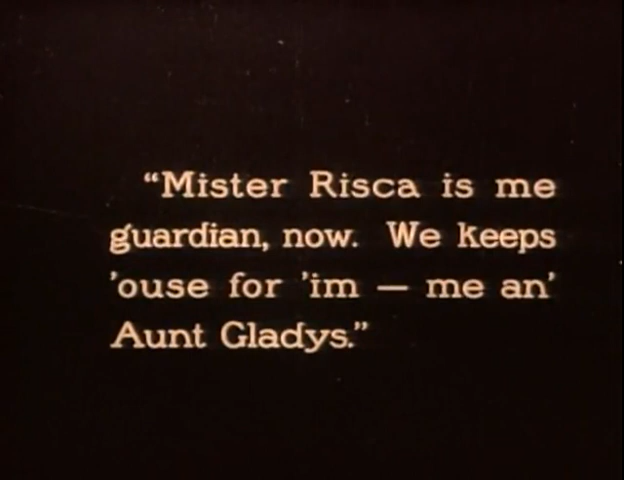 “Mister Risca is me
guardian, now. We keeps
’ouse for ’im — me an’
Aunt Gladys.”